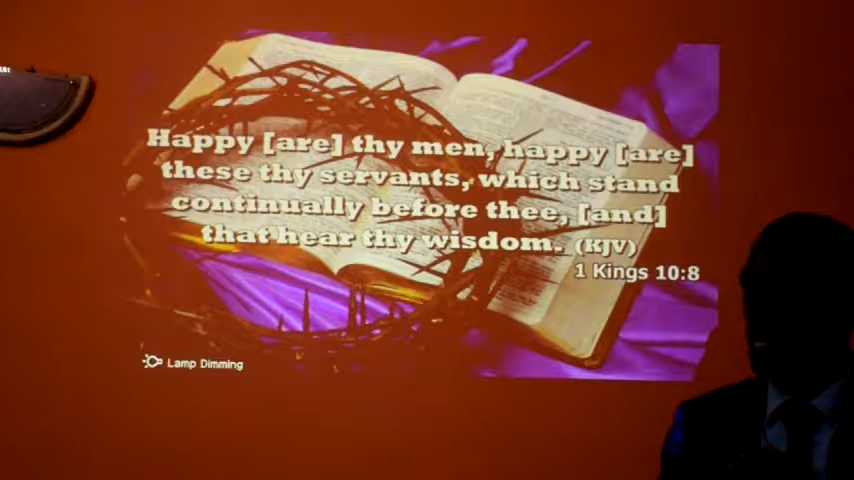 Happy [are] thy men, happy [are]
these thy servants, which stand
continually before thee, [and]
that hear thy wisdom. (KJV)
1 Kings 10:8
Lamp Dimming